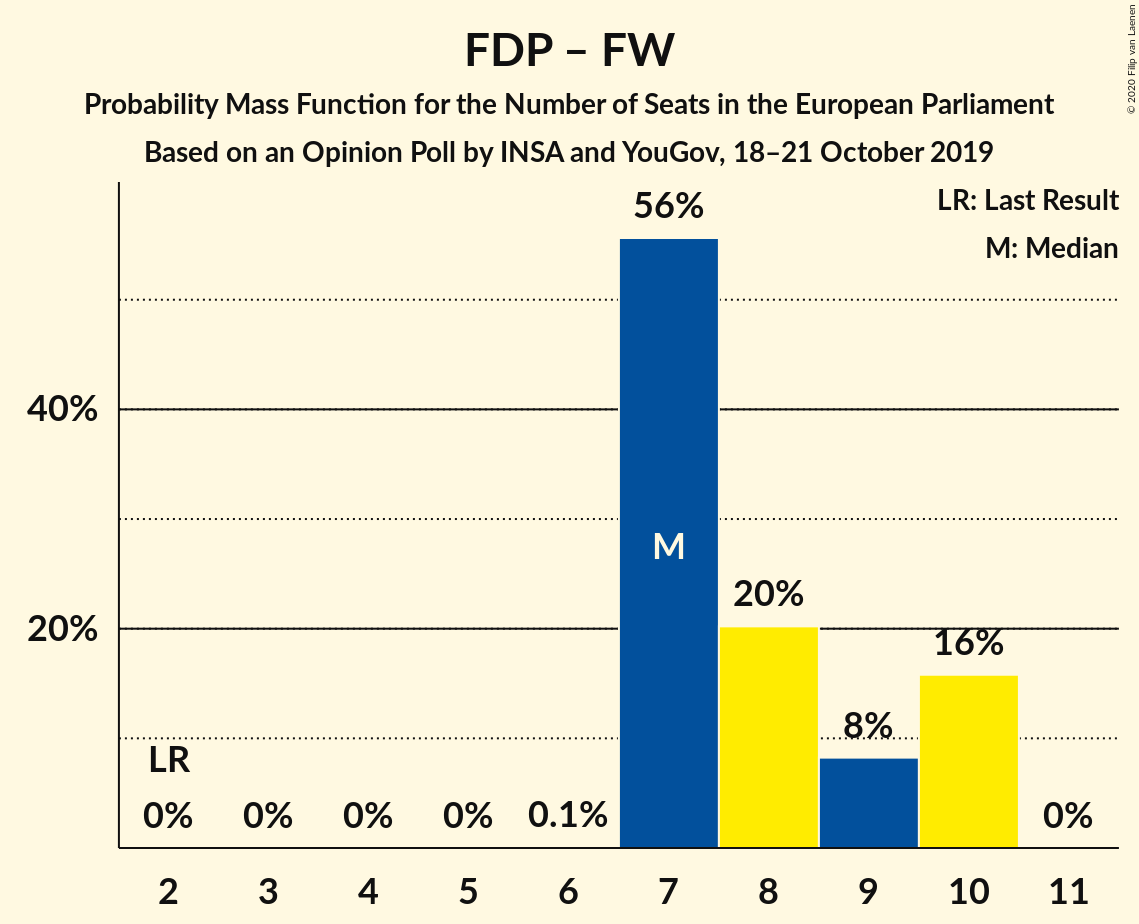 FDP – FW
Probability Mass Function for the Number of Seats in the European Parliament
Based on an Opinion Poll by INSA and YouGov, 18–21 October 2019
© 2020 Filip van Laenen
LR: Last Result
M: Median
56%
40%
M
20%
20%
16%
8%
LR
0%
0%
0%
0%
0.1%
0%
2
3
4
5
6
7
8
9
10
11